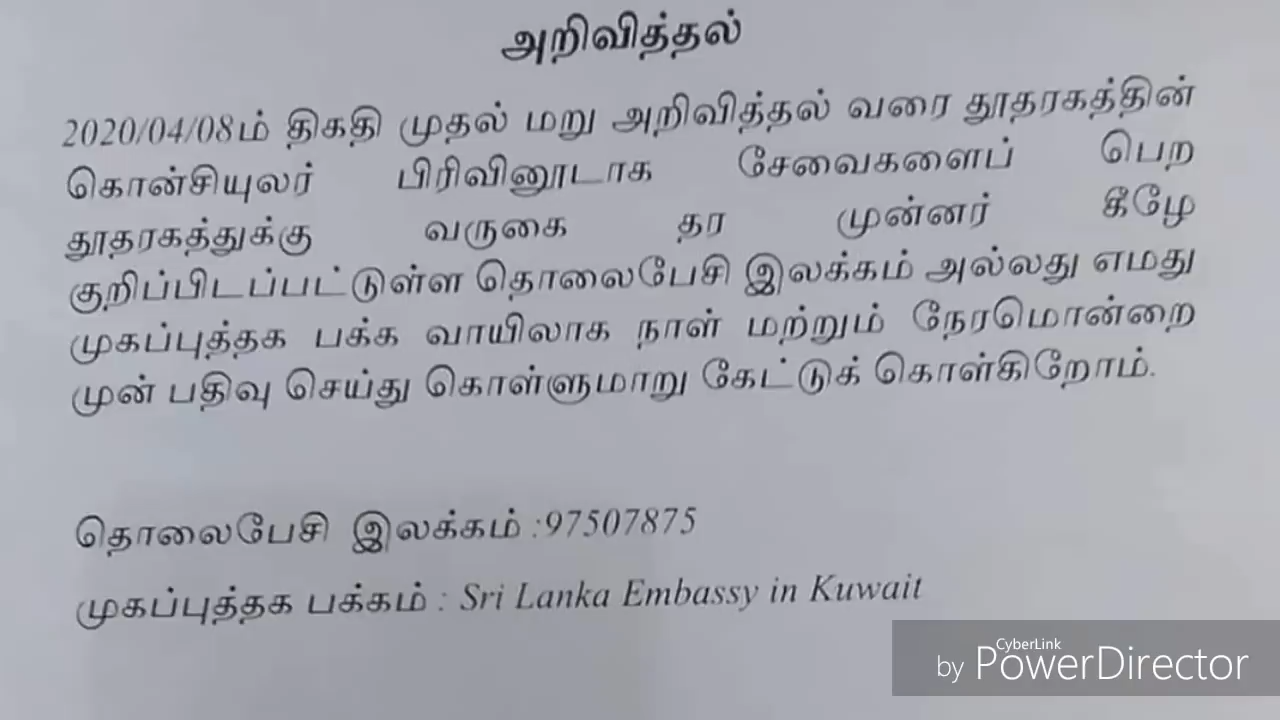 அறிவித்தல்
2020/04/08ம் திகதி முதல் மறு அறிவித்தல் வரை தூதரகத்தின்
கொன்சியுலர் பிரிவினூடாக சேவைகளைப் பெற
தூதரகத்துக்கு வருகை தர முன்னர் கீழே
குறிப்பிடப்பட்டுள்ள தொலைபேசி இலக்கம் அல்லது எமது
முகப்புத்தக பக்க வாயிலாக நாள் மற்றும் நேரமொன்றை
முன் பதிவு செய்து கொள்ளுமாறு கேட்டுக் கொள்கிறோம்.
தொலைபேசி இலக்கம் :97507875
முகப்புத்தக பக்கம் : Sri Lanka Embassy in Kuwait
CyberLink
by PowerDirector